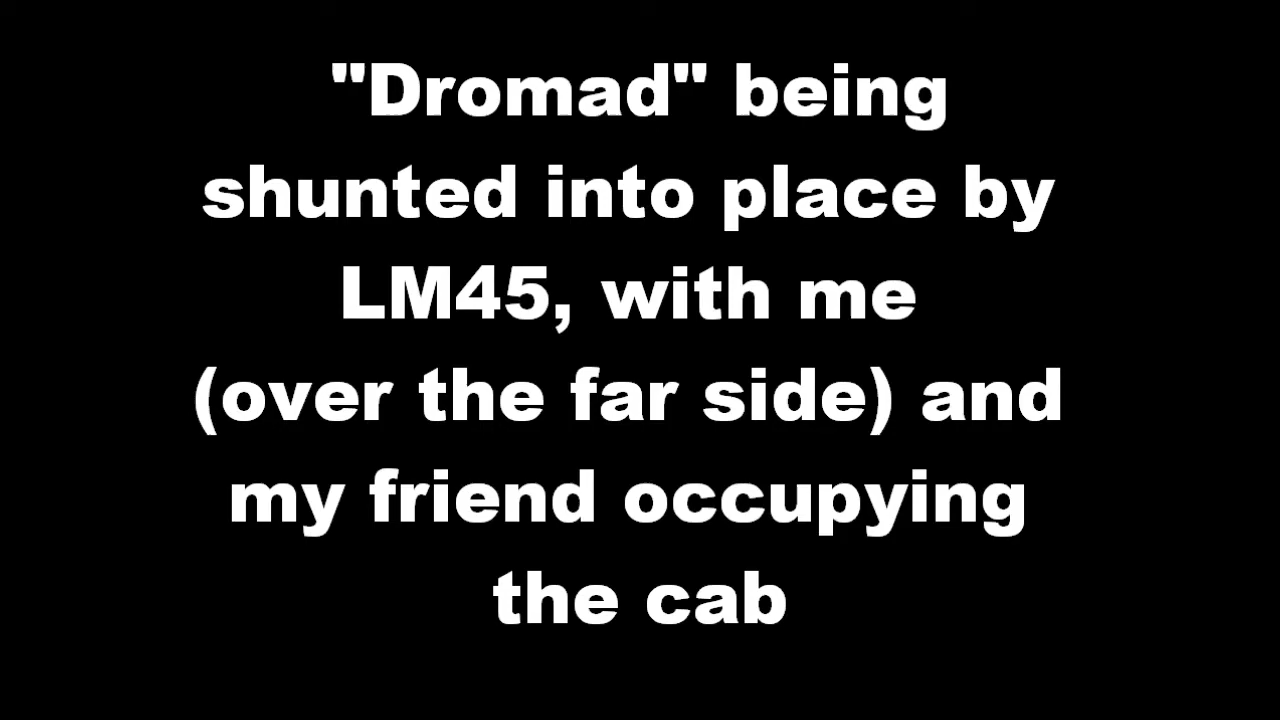 "Dromad" being
shunted into place by
LM45, with me
(over the far side) and
my friend occupying
the cab